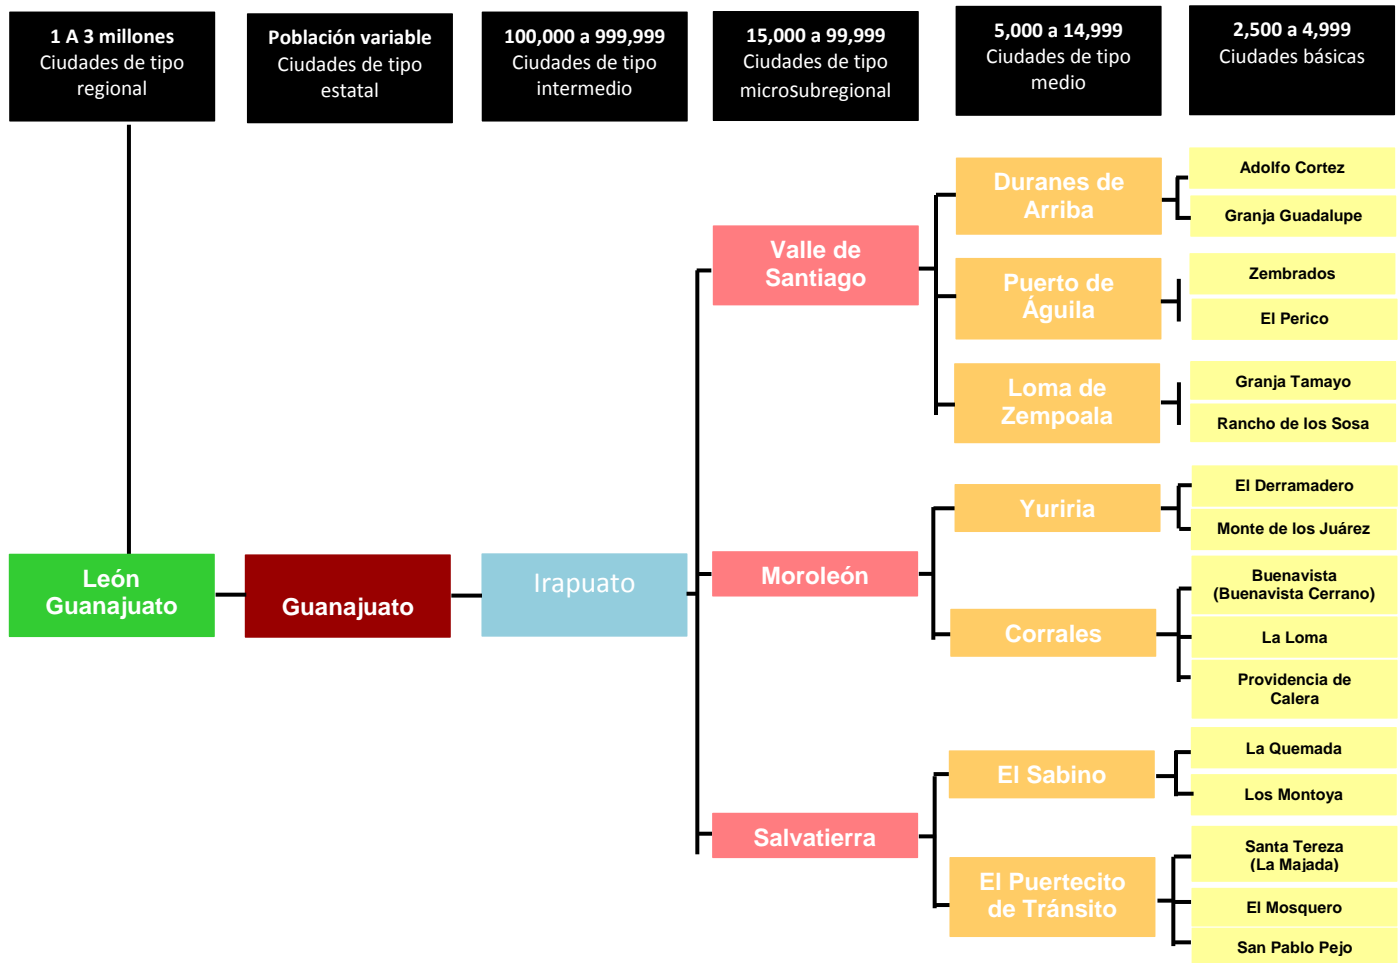 1 A 3 millones
Ciudades de tipo
regional
Población variable
Ciudades de tipo
estatal
100,000 a 999,999
Ciudades de tipo
intermedio
15,000 a 99,999
Ciudades de tipo
microsubregional
5,000 a 14,999
Ciudades de tipo
medio
2,500 a 4,999
Ciudades básicas
León
Guanajuato
Guanajuato
Irapuato
Valle de
Santiago
Duranes de
Arriba
Adolfo Cortez
Granja Guadalupe
Puerto de
Águila
Zembrados
El Perico
Loma de
Zempoala
Granja Tamayo
Rancho de los Sosa
Moroleón
Yuriria
El Derramadero
Monte de los Juárez
Corrales
Buenavista
(Buenavista Cerrano)
La Loma
Providencia de
Calera
Salvatierra
El Sabino
La Quemada
Los Montoya
El Puertecito
de Tránsito
Santa Tereza
(La Majada)
El Mosquero
San Pablo Pejo